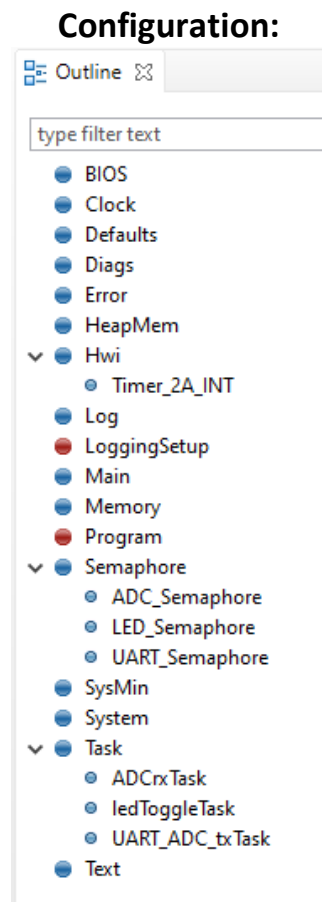 Configuration:
Outline
type filter text
BIOS
Clock
Defaults
Diags
Error
HeapMem
Hwi
Timer_2A_INT
Log
LoggingSetup
Main
Memory
Program
Semaphore
ADC_Semaphore
LED_Semaphore
UART_Semaphore
SysMin
System
Task
ADCrxTask
ledToggleTask
UART_ADC_txTask
Text